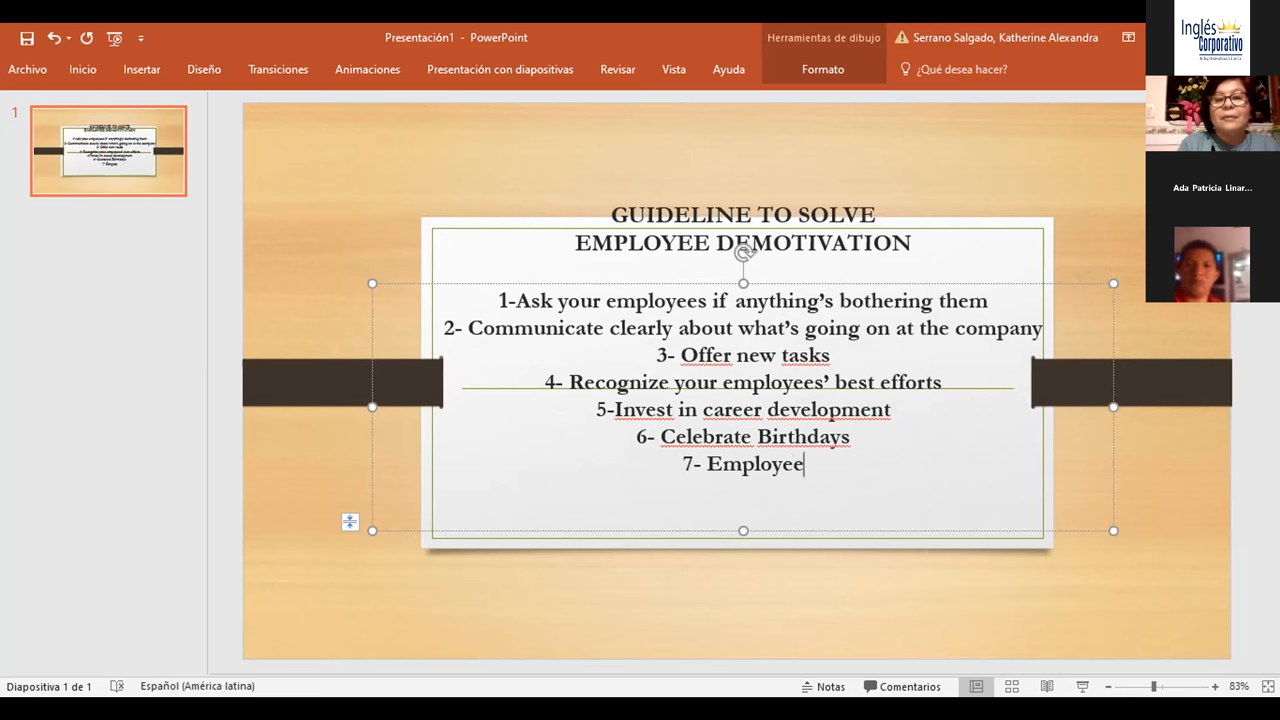 Presentación1 - PowerPoint
Herramientas de dibujo
Serrano Salgado, Katherine Alexandra
Archivo Inicio Insertar Diseño Transiciones Animaciones Presentación con diapositivas Revisar Vista Ayuda Formato ¿Qué desea hacer?
Inglés
Corporativo
Ada Patricia Linar...
1
GUIDELINE TO SOLVE
EMPLOYEE DEMOTIVATION
1-Ask your employees if anything's bothering them
2- Communicate clearly about what's going on at the company
3- Offer new tasks
4- Recognize your employees' best efforts
5-Invest in career development
6- Celebrate Birthdays
7- Employee
Diapositiva 1 de 1 Español (América latina) Notas Comentarios 83%